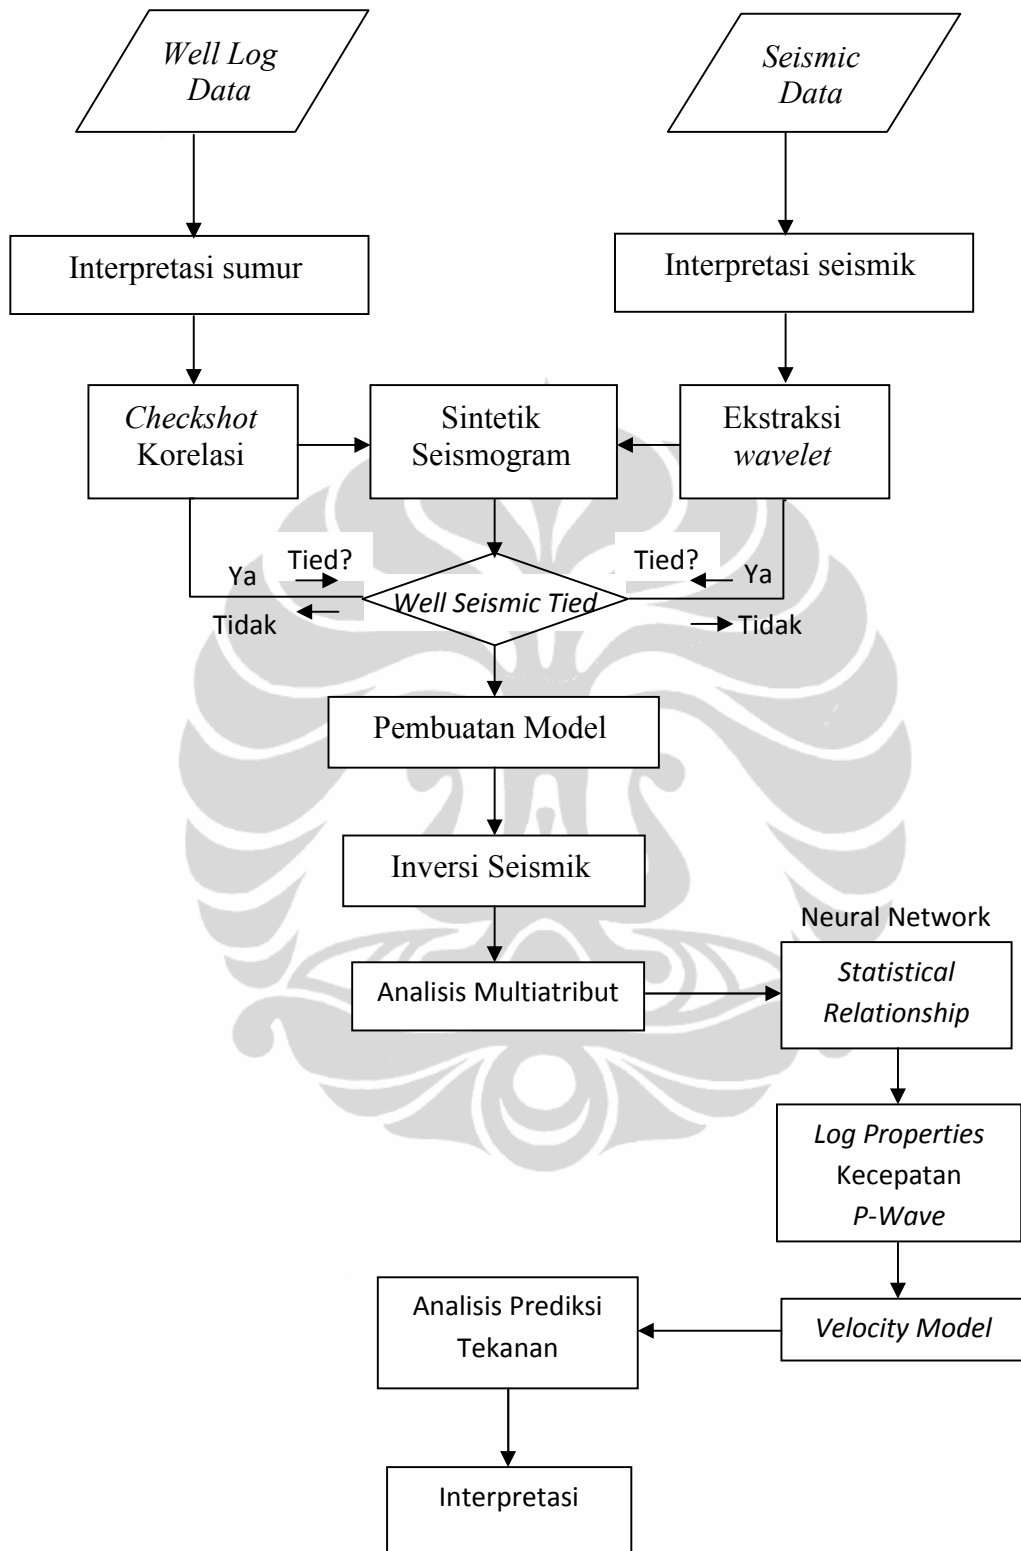 Well Log
Data
Seismic
Data
Interpretasi sumur
Interpretasi seismik
Checkshot
Korelasi
Sintetik
Seismogram
Ekstraksi
wavelet
Tied?
Ya
Tidak
Well Seismic Tied
Tied?
Ya
Tidak
Pembuatan Model
Inversi Seismik
Analisis Multiatribut
Neural Network
Statistical
Relationship
Log Properties
Kecepatan
P-Wave
Velocity Model
Analisis Prediksi
Tekanan
Interpretasi